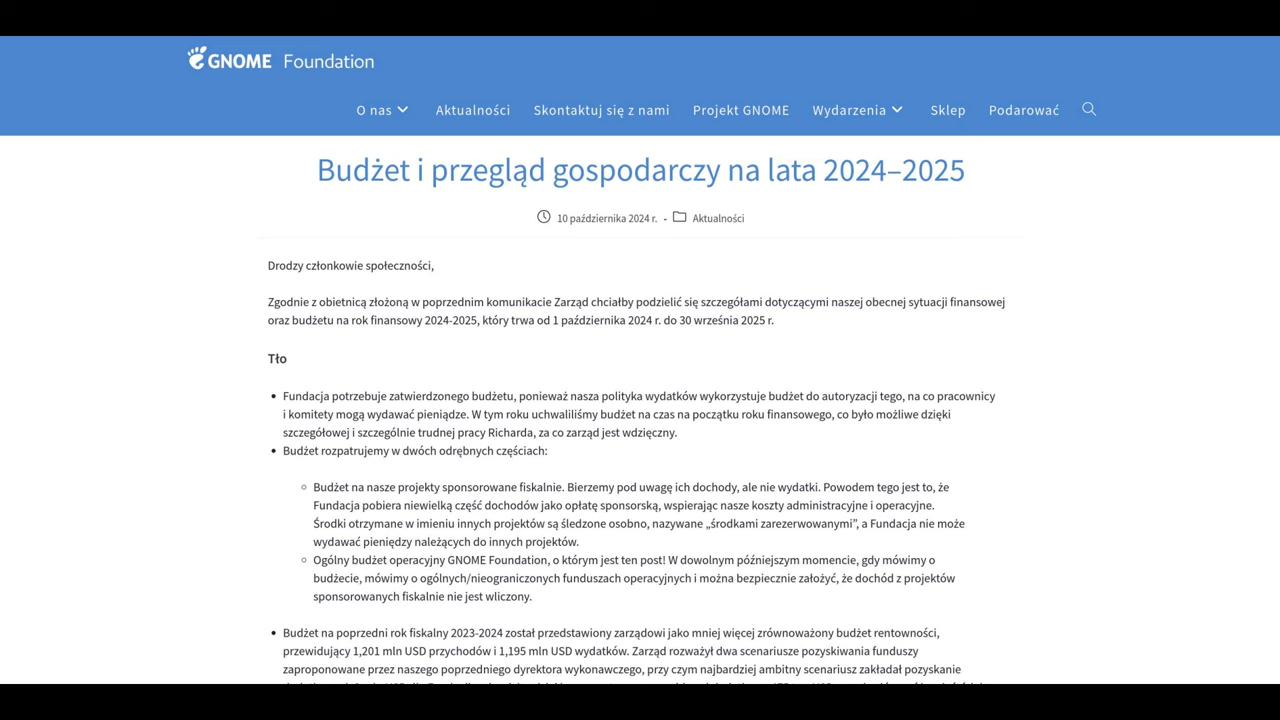 GNOME Foundation
O nas
Aktualności
Skontaktuj się z nami
Projekt GNOME
Wydarzenia
Sklep
Podarować
Budżet i przegląd gospodarczy na lata 2024–2025
10 października 2024 r. - Aktualności
Drodzy członkowie społeczności,
Zgodnie z obietnicą złożoną w poprzednim komunikacie Zarząd chciałby podzielić się szczegółami dotyczącymi naszej obecnej sytuacji finansowej
oraz budżetu na rok finansowy 2024-2025, który trwa od 1 października 2024 r. do 30 września 2025 r.
Tło
• Fundacja potrzebuje zatwierdzonego budżetu, ponieważ nasza polityka wydatków wykorzystuje budżet do autoryzacji tego, na co pracownicy
i komitety mogą wydawać pieniądze. W tym roku uchwaliliśmy budżet na czas na początku roku finansowego, co było możliwe dzięki
szczegółowej i szczególnie trudnej pracy Richarda, za co zarząd jest wdzięczny.
• Budżet rozpatrujemy w dwóch odrębnych częściach:
○ Budżet na nasze projekty sponsorowane fiskalnie. Bierzemy pod uwagę ich dochody, ale nie wydatki. Powodem tego jest to, że
Fundacja pobiera niewielką część dochodów jako opłatę sponsorską, wspierając nasze koszty administracyjne i operacyjne.
Środki otrzymane w imieniu innych projektów są śledzone osobno, nazywane „środkami zarezerwowanymi”, a Fundacja nie może
wydawać pieniędzy należących do innych projektów.
○ Ogólny budżet operacyjny GNOME Foundation, o którym jest ten post! W dowolnym późniejszym momencie, gdy mówimy o
budżecie, mówimy o ogólnych/nieograniczonych funduszach operacyjnych i można bezpiecznie założyć, że dochód z projektów
sponsorowanych fiskalnie nie jest wliczony.
• Budżet na poprzedni rok fiskalny 2023-2024 został przedstawiony zarządowi jako mniej więcej zrównoważony budżet rentowności,
przewidujący 1,201 mln USD przychodów i 1,195 mln USD wydatków. Zarząd rozważył dwa scenariusze pozyskiwania funduszy
zaproponowane przez naszego poprzedniego dyrektora wykonawczego, przy czym najbardziej ambitny scenariusz zakładał pozyskanie